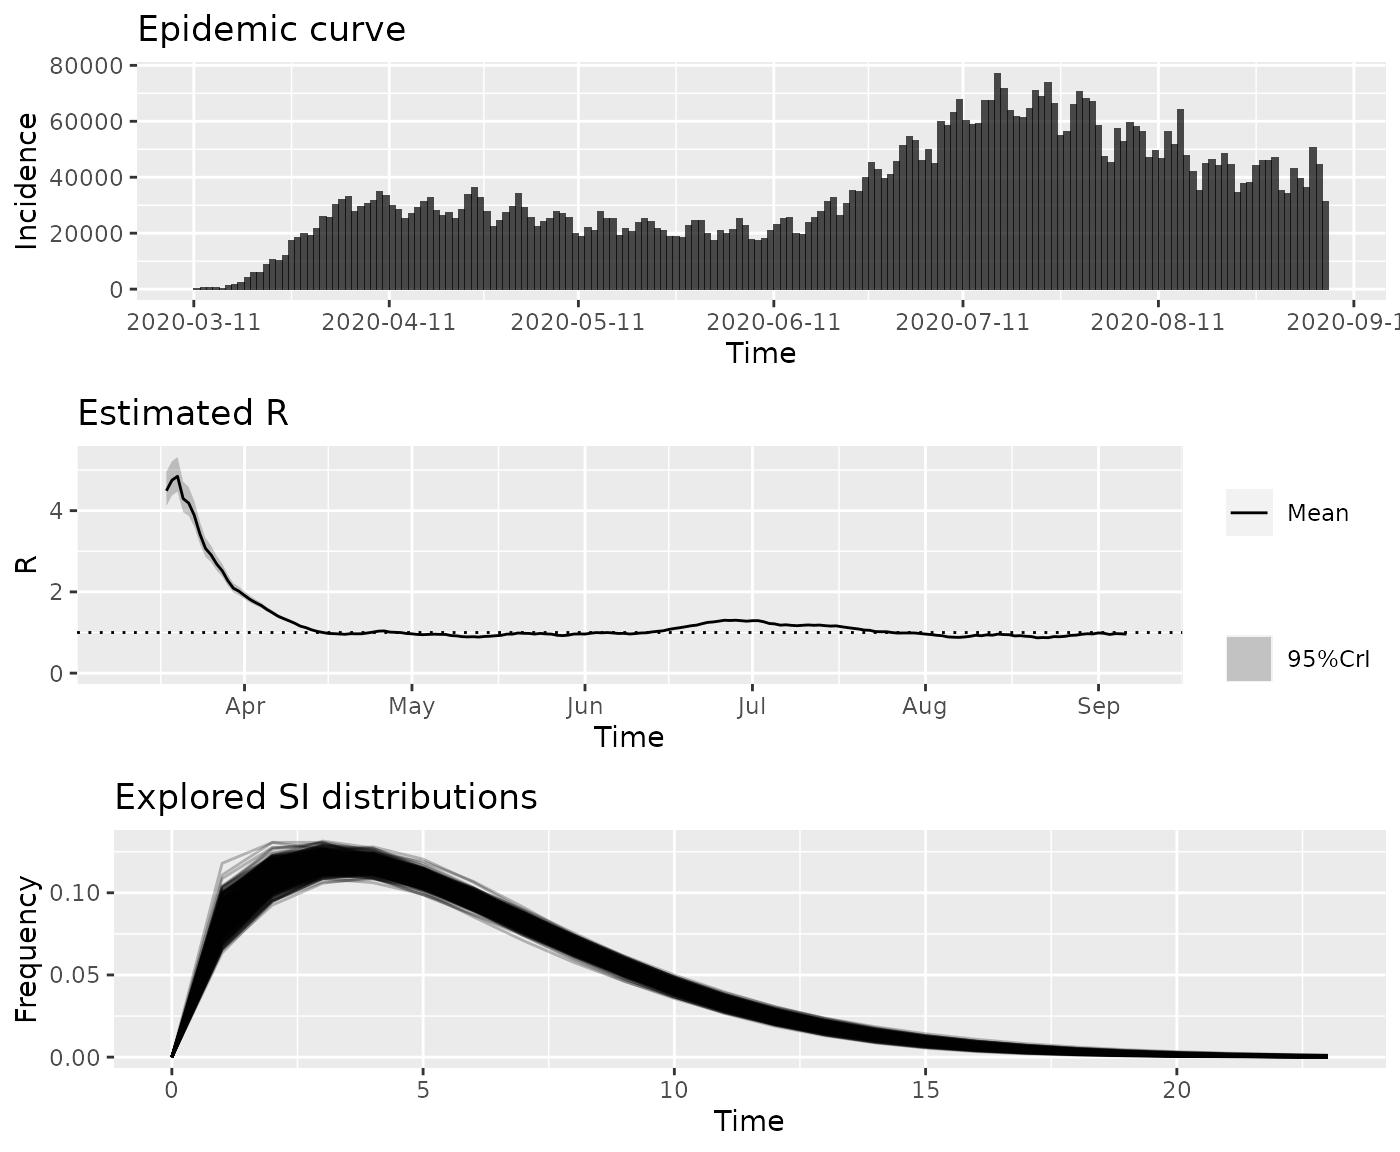 Epidemic curve
80000
60000
40000
20000
0
Incidence
2020-03-11 2020-04-11 2020-05-11 2020-06-11 2020-07-11 2020-08-11 2020-09-1
Time
Estimated R
4
2
0
R
Apr May Jun Jul Aug Sep
Time
Mean
95%CrI
Explored SI distributions
0.10
0.05
0.00
Frequency
0 5 10 15 20
Time